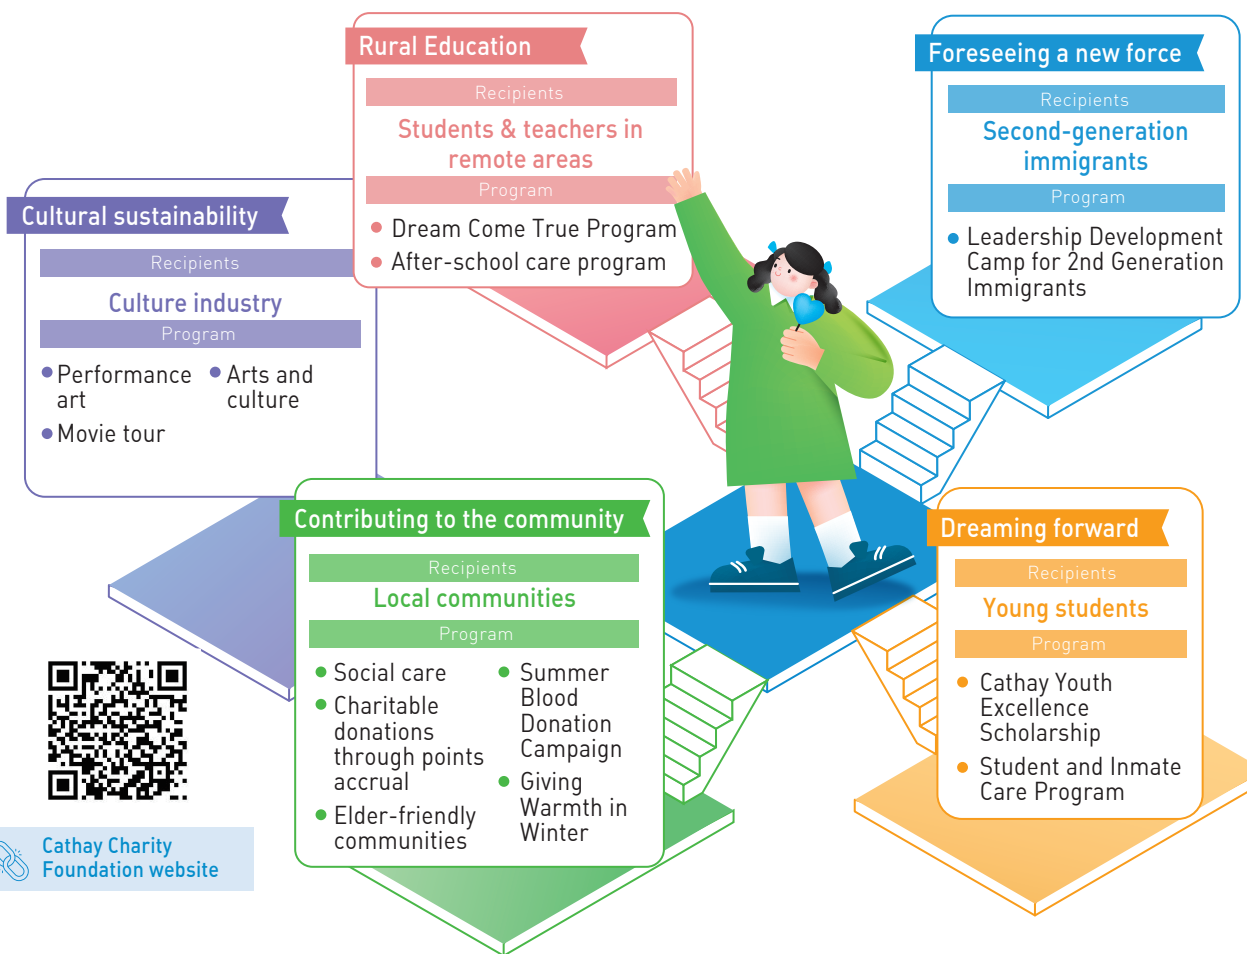 Rural Education
Recipients
Students & teachers in
remote areas
Program
Dream Come True Program
After-school care program
Foreseeing a new force
Recipients
Second-generation
immigrants
Program
Leadership Development
Camp for 2nd Generation
Immigrants
Cultural sustainability
Recipients
Culture industry
Program
Performance
art
Movie tour
Arts and
culture
Contributing to the community
Recipients
Local communities
Program
Social care
Charitable
donations
through points
accrual
Elder-friendly
communities
Summer
Blood
Donation
Campaign
Giving
Warmth in
Winter
Dreaming forward
Recipients
Young students
Program
Cathay Youth
Excellence
Scholarship
Student and Inmate
Care Program
Cathay Charity
Foundation website